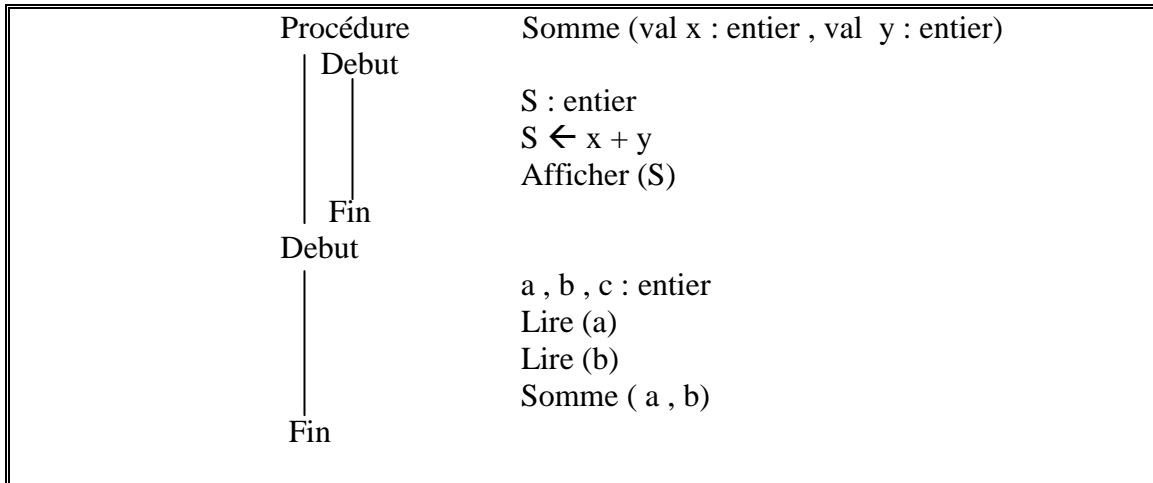 Procédure Somme (val x : entier , val y : entier)
Debut
S : entier
S ← x + y
Afficher (S)
Fin
Debut
a , b , c : entier
Lire (a)
Lire (b)
Somme ( a , b)
Fin